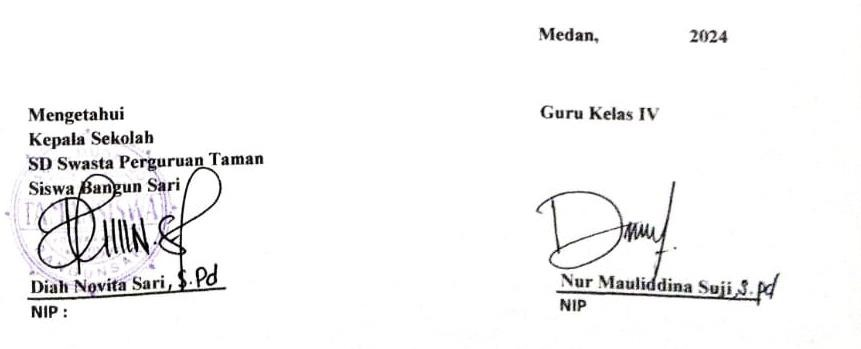 Medan, 2024
Mengetahui
Kepala Sekolah
SD Swasta Perguruan Taman
Siswa Bangun Sari
Diah Novita Sari, S.Pd
NIP :
Guru Kelas IV
Nur Mauliddina Suji, S.pd
NIP